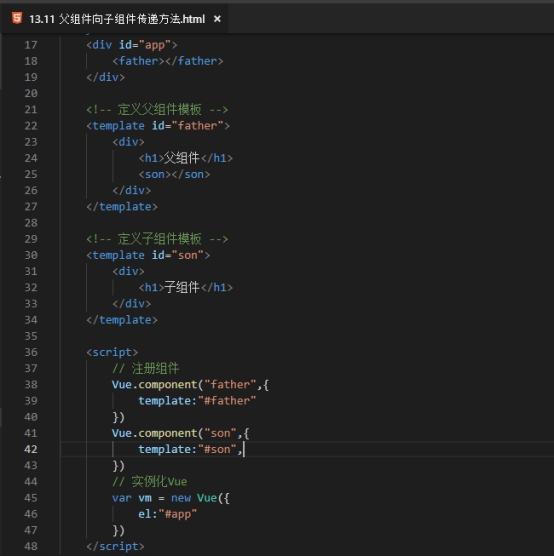 13.11 父组件向子组件传递方法.html ×
17 <div id="app">
18 <father></father>
19 </div>
20
21 <!-- 定义父组件模板 -->
22 <template id="father">
23 <div>
24 <h1>父组件</h1>
25 <son></son>
26 </div>
27 </template>
28
29 <!-- 定义子组件模板 -->
30 <template id="son">
31 <div>
32 <h1>子组件</h1>
33 </div>
34 </template>
35
36 <script>
37 // 注册组件
38 Vue.component("father",{
39 template:"#father"
40 })
41 Vue.component("son",{
42 template:"#son",
43 })
44 // 实例化Vue
45 var vm = new Vue({
46 el:"#app"
47 })
48 </script>